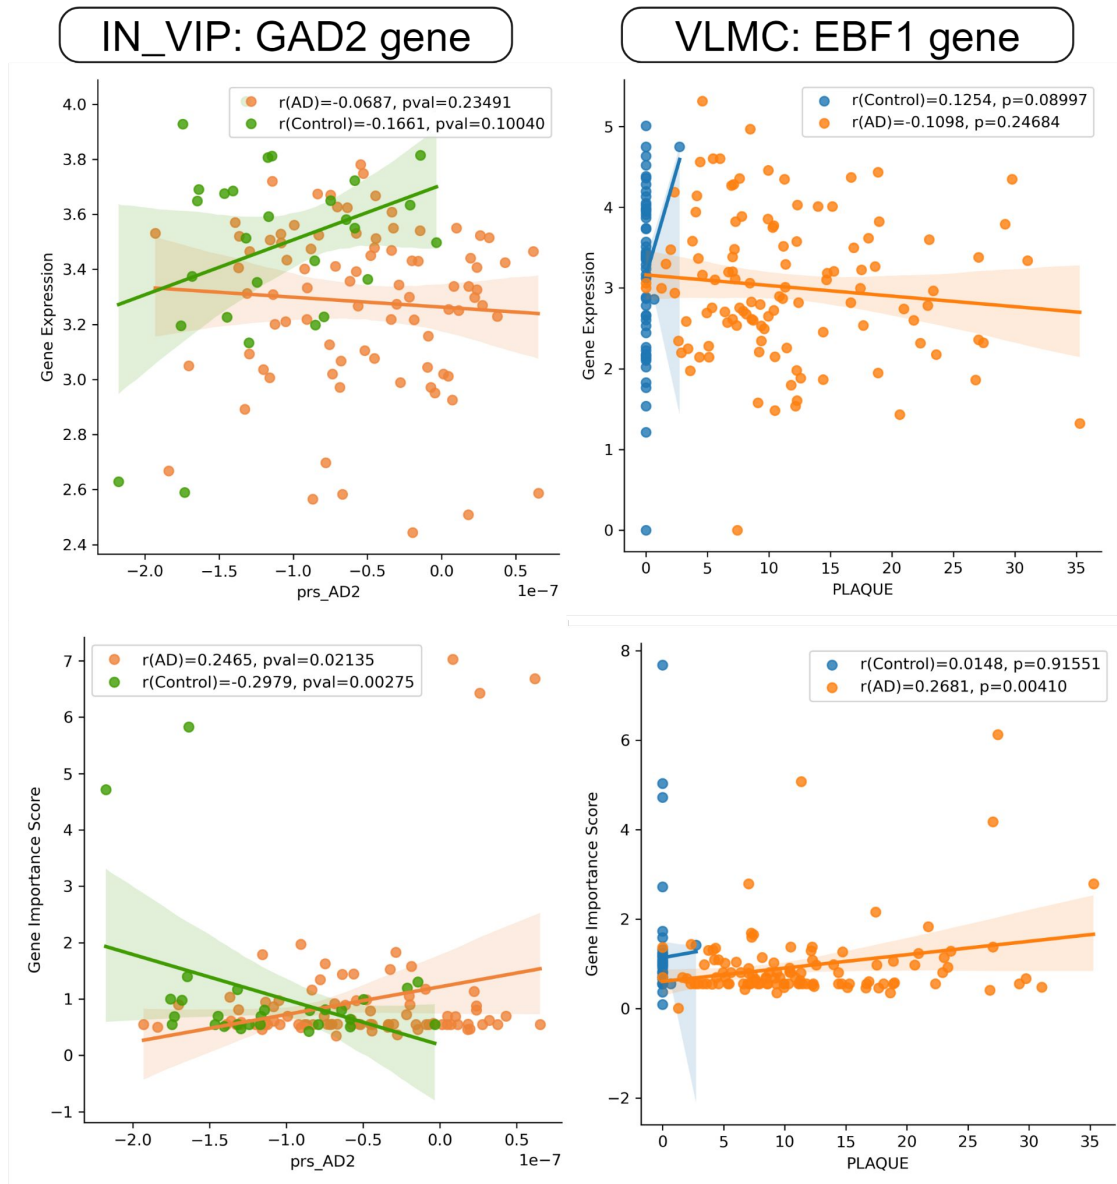 IN_VIP: GAD2 gene
VLMC: EBF1 gene
r(AD)=-0.0687, pval=0.23491
r(Control)=-0.1661, pval=0.10040
4.0
3.8
3.6
3.4
3.2
3.0
2.8
2.6
2.4
Gene Expression
−2.0 −1.5 −1.0 −0.5 0.0 0.5
prs_AD2
1e−7
r(Control)=0.1254, p=0.08997
r(AD)=-0.1098, p=0.24684
5
4
3
2
1
0
Gene Expression
0 5 10 15 20 25 30 35
PLAQUE
r(AD)=0.2465, pval=0.02135
r(Control)=-0.2979, pval=0.00275
7
6
5
4
3
2
1
0
−1
Gene Importance Score
−2.0 −1.5 −1.0 −0.5 0.0 0.5
prs_AD2
1e−7
r(Control)=0.0148, p=0.91551
r(AD)=0.2681, p=0.00410
8
6
4
2
0
−2
Gene Importance Score
0 5 10 15 20 25 30 35
PLAQUE